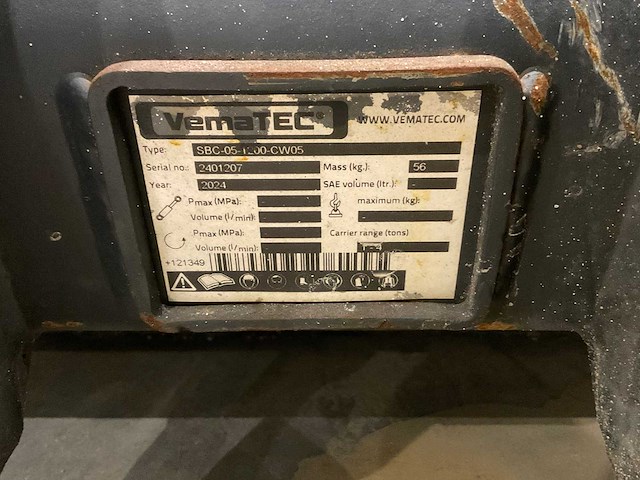 VemaTEC®
WWW.VEMATEC.COM
Type: SBC-05-1200-CW05
Serial no.: 2401207 Mass (kg.): 56
Year: 2024 SAE volume (ltr.): -
Pmax (MPa): - maximum (kg): -
Volume (l/min): -
Pmax (MPa): - Carrier range (tons)
Volume (l/min): -
+121349